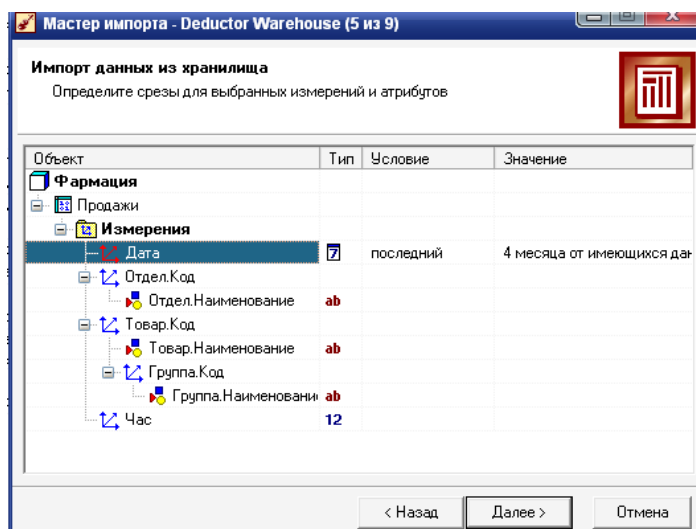 Мастер импорта - Deductor Warehouse (5 из 9)
Импорт данных из хранилища
Определите срезы для выбранных измерений и атрибутов
Объект Тип Условие Значение
Фармация
Продажи
Измерения
Дата 7 последний 4 месяца от имеющихся дан
Отдел.Код
Отдел.Наименование ab
Товар.Код
Товар.Наименование ab
Группа.Код
Группа.Наименовани ab
Час 12
< Назад Далее > Отмена